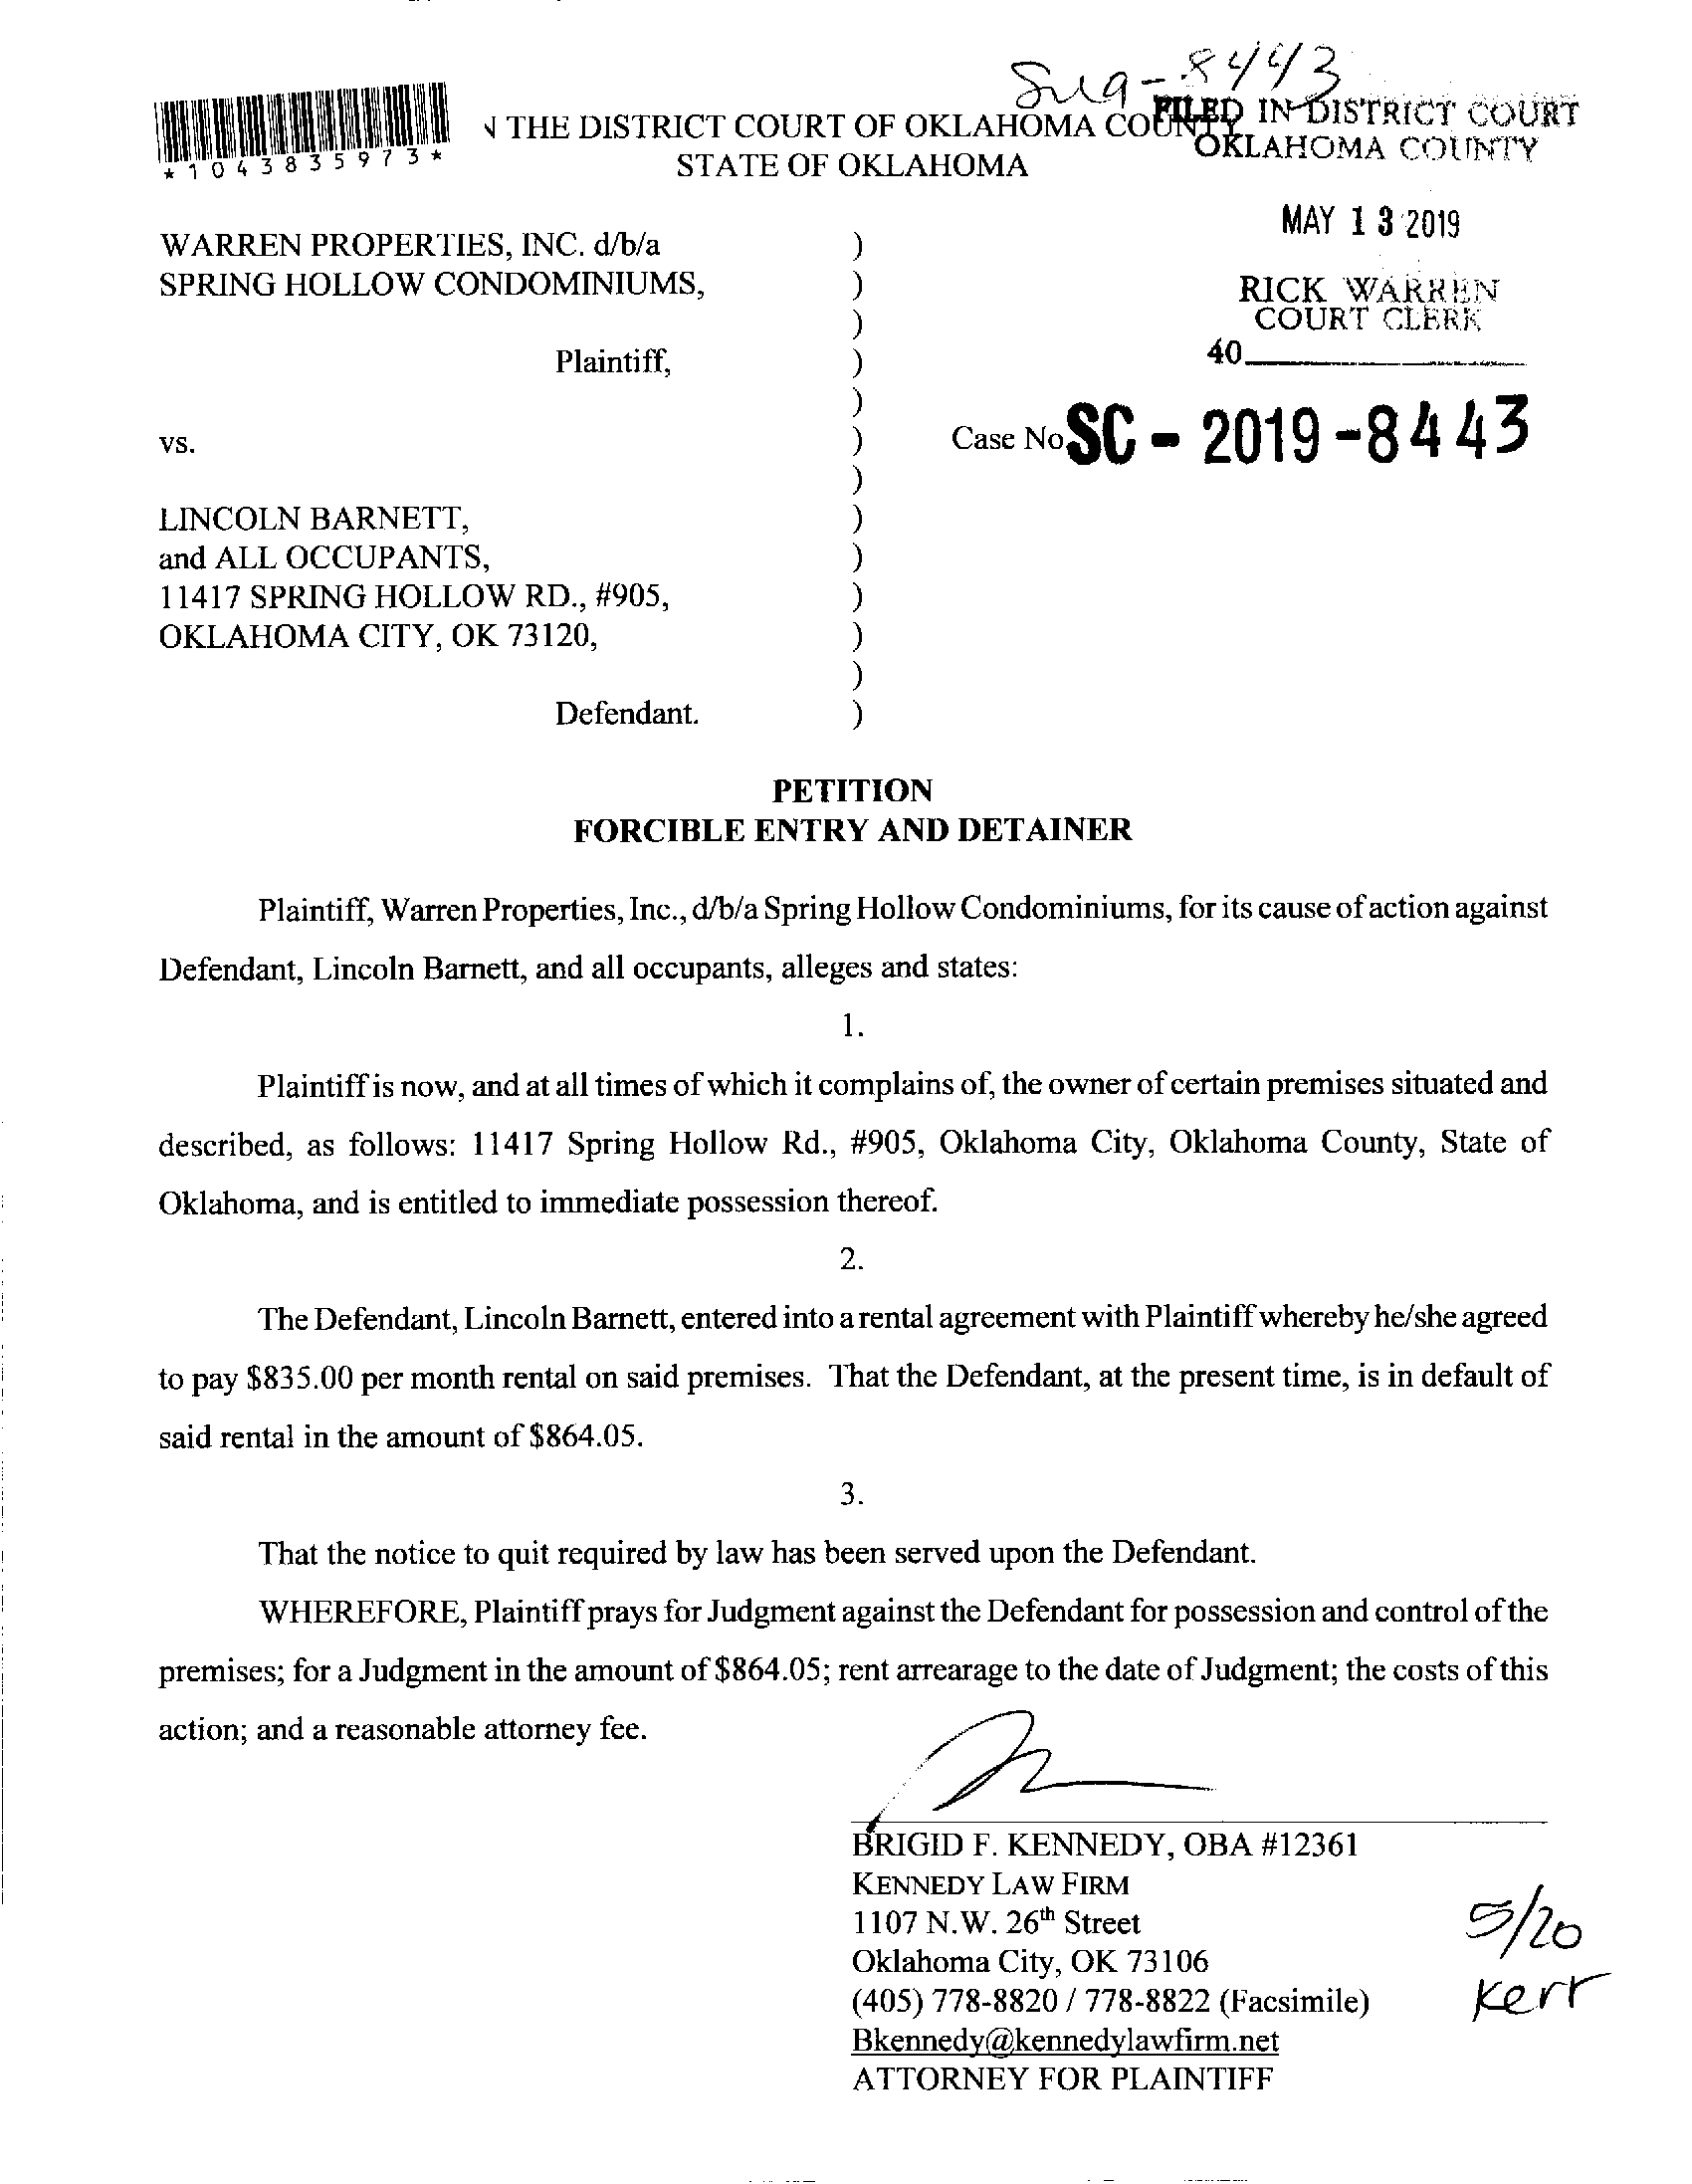 SC19-8443
*1043835973*
N THE DISTRICT COURT OF OKLAHOMA COUNTY
STATE OF OKLAHOMA
FILED IN DISTRICT COURT
OKLAHOMA COUNTY
MAY 13 2019
RICK WARREN
COURT CLERK
40
WARREN PROPERTIES, INC. d/b/a )
SPRING HOLLOW CONDOMINIUMS, )
)
Plaintiff, )
)
vs. ) Case No SC - 2019 - 8443
)
LINCOLN BARNETT, )
and ALL OCCUPANTS, )
11417 SPRING HOLLOW RD., #905, )
OKLAHOMA CITY, OK 73120, )
)
Defendant. )
PETITION
FORCIBLE ENTRY AND DETAINER
Plaintiff, Warren Properties, Inc., d/b/a Spring Hollow Condominiums, for its cause of action against
Defendant, Lincoln Barnett, and all occupants, alleges and states:
1.
Plaintiff is now, and at all times of which it complains of, the owner of certain premises situated and
described, as follows: 11417 Spring Hollow Rd., #905, Oklahoma City, Oklahoma County, State of
Oklahoma, and is entitled to immediate possession thereof.
2.
The Defendant, Lincoln Barnett, entered into a rental agreement with Plaintiff whereby he/she agreed
to pay $835.00 per month rental on said premises. That the Defendant, at the present time, is in default of
said rental in the amount of $864.05.
3.
That the notice to quit required by law has been served upon the Defendant.
WHEREFORE, Plaintiff prays for Judgment against the Defendant for possession and control of the
premises; for a Judgment in the amount of $864.05; rent arrearage to the date of Judgment; the costs of this
action; and a reasonable attorney fee.
BRIGID F. KENNEDY, OBA #12361
KENNEDY LAW FIRM
1107 N.W. 26th Street
Oklahoma City, OK 73106
(405) 778-8820 / 778-8822 (Facsimile)
Bkennedy@kennedylawfirm.net
ATTORNEY FOR PLAINTIFF
5/20
Kerr